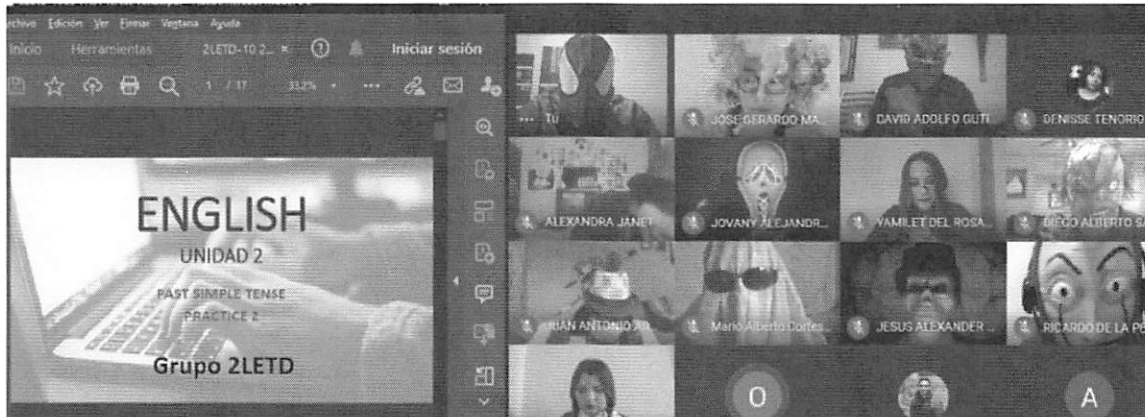 Archivo Edición Ver Firmar Ventana Ayuda
Inicio Herramientas 2LETD-10 2... × Iniciar sesión
1 / 17 33.2% ...
ENGLISH
UNIDAD 2
PAST SIMPLE TENSE
PRACTICE 2
Grupo 2LETD
... Tú
JOSE GERARDO MA...
DAVID ADOLFO GUTI
DENISSE TENORIO
ALEXANDRA JANET
JOVANY ALEJANDR...
YAMILET DEL ROSA...
DIEGO ALBERTO SA
ANTONIO
Mario Alberto Cortes...
JESUS ALEXANDER ...
RICARDO DE LA PE
O
A